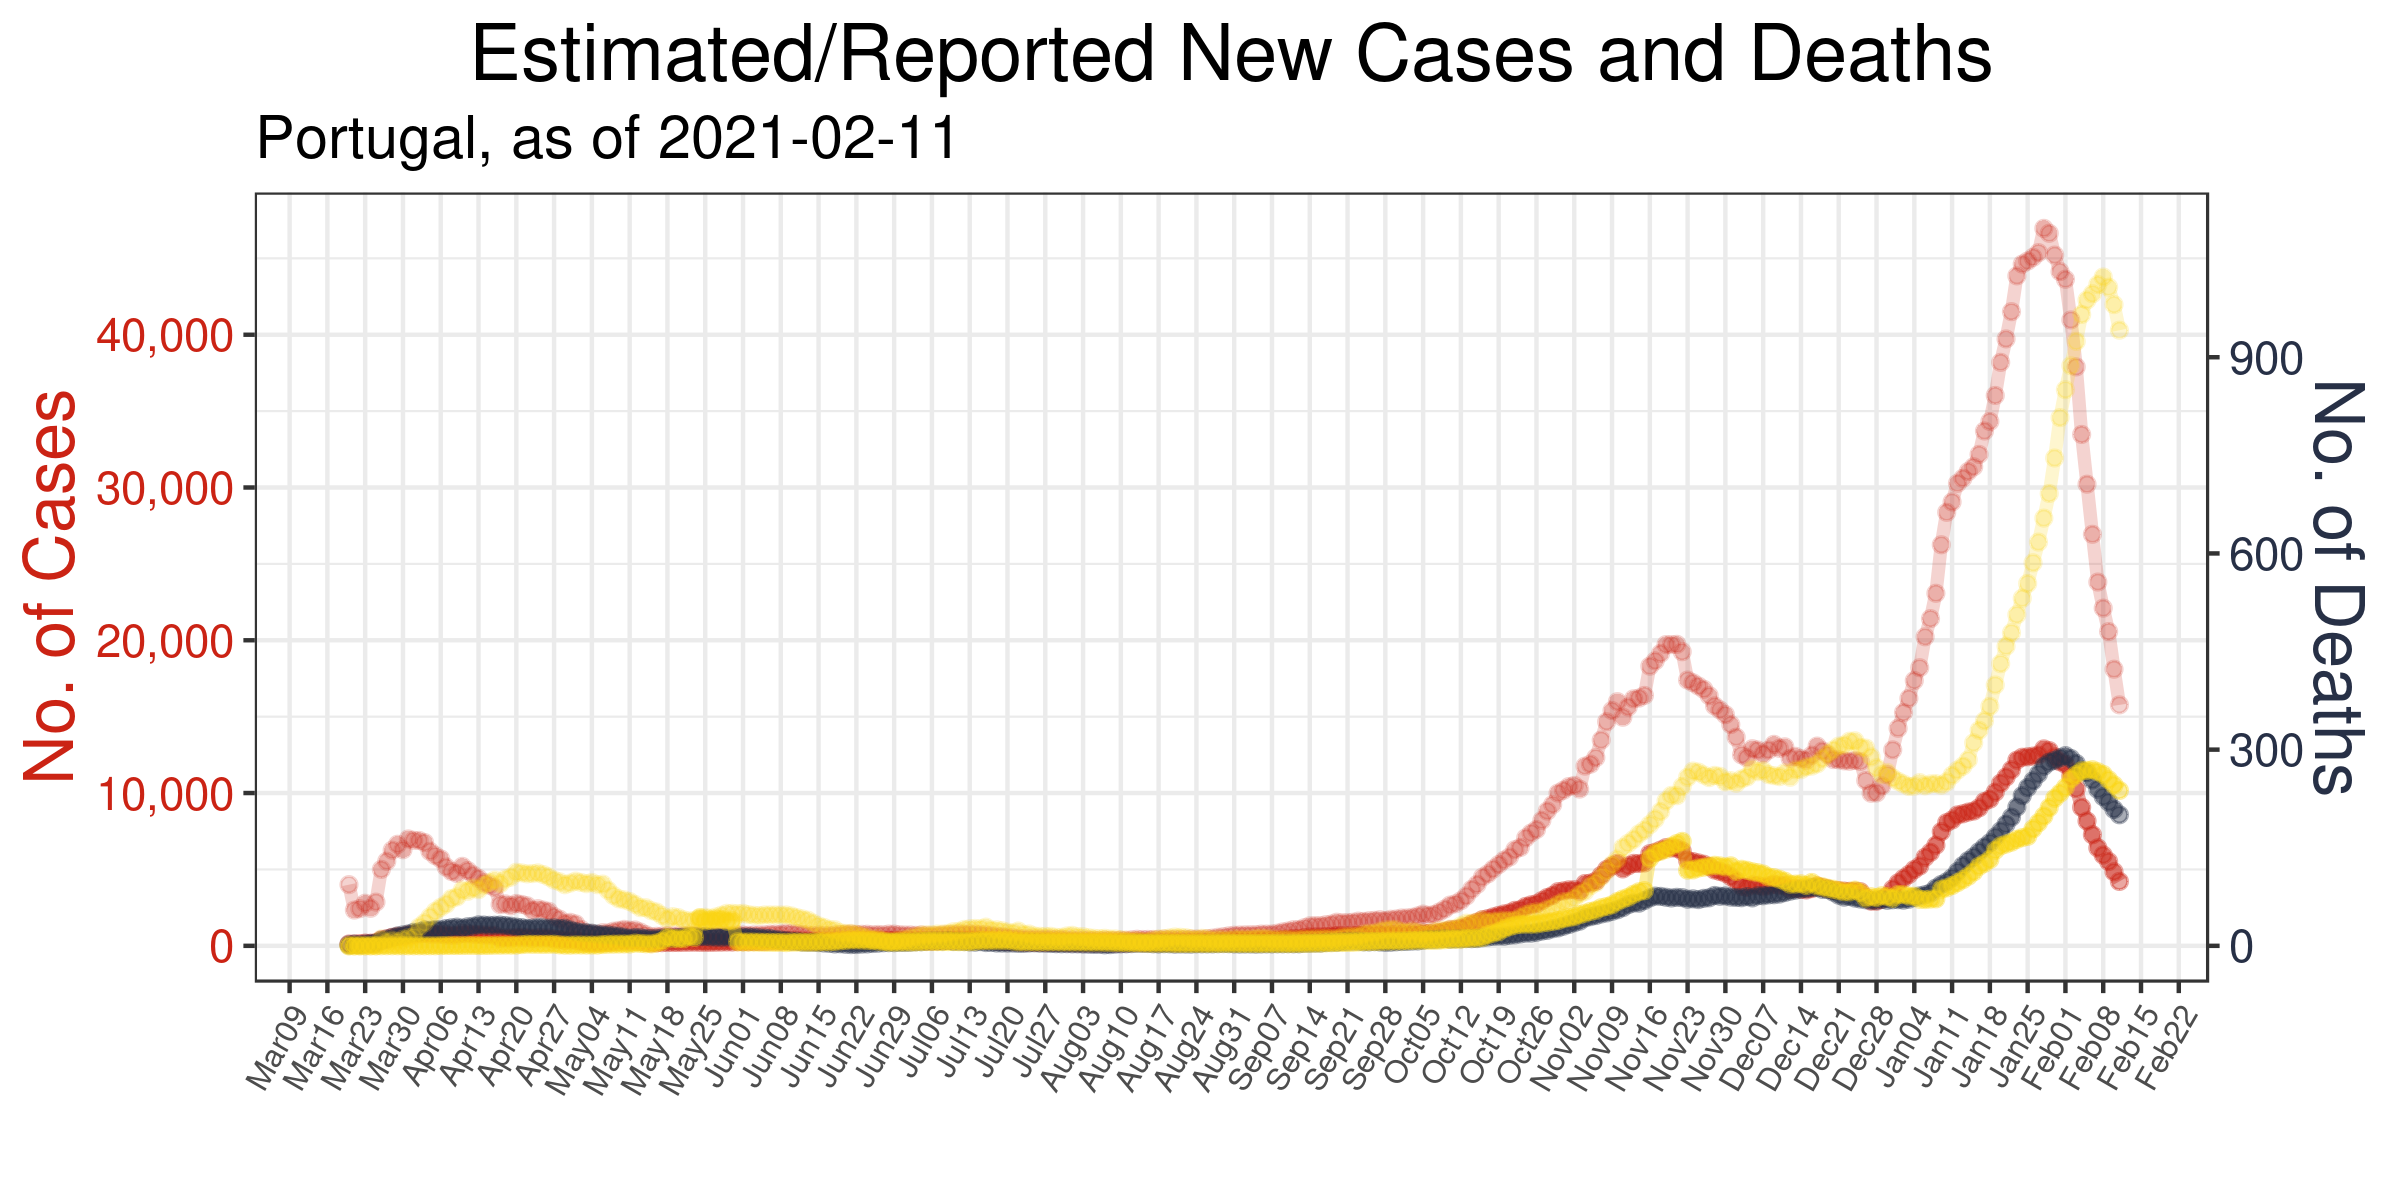 Estimated/Reported New Cases and Deaths
Portugal, as of 2021-02-11
No. of Cases
40,000
30,000
20,000
10,000
0
No. of Deaths
900
600
300
0
Mar09
Mar16
Mar23
Mar30
Apr06
Apr13
Apr20
Apr27
May04
May11
May18
May25
Jun01
Jun08
Jun15
Jun22
Jun29
Jul06
Jul13
Jul20
Jul27
Aug03
Aug10
Aug17
Aug24
Aug31
Sep07
Sep14
Sep21
Sep28
Oct05
Oct12
Oct19
Oct26
Nov02
Nov09
Nov16
Nov23
Nov30
Dec07
Dec14
Dec21
Dec28
Jan04
Jan11
Jan18
Jan25
Feb01
Feb08
Feb15
Feb22